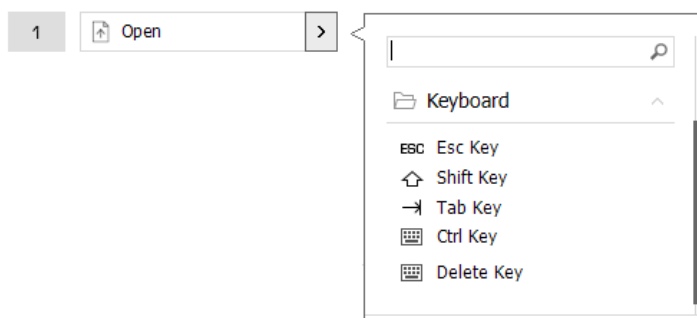 1 Open >
Keyboard
ESC Esc Key
Shift Key
Tab Key
Ctrl Key
Delete Key